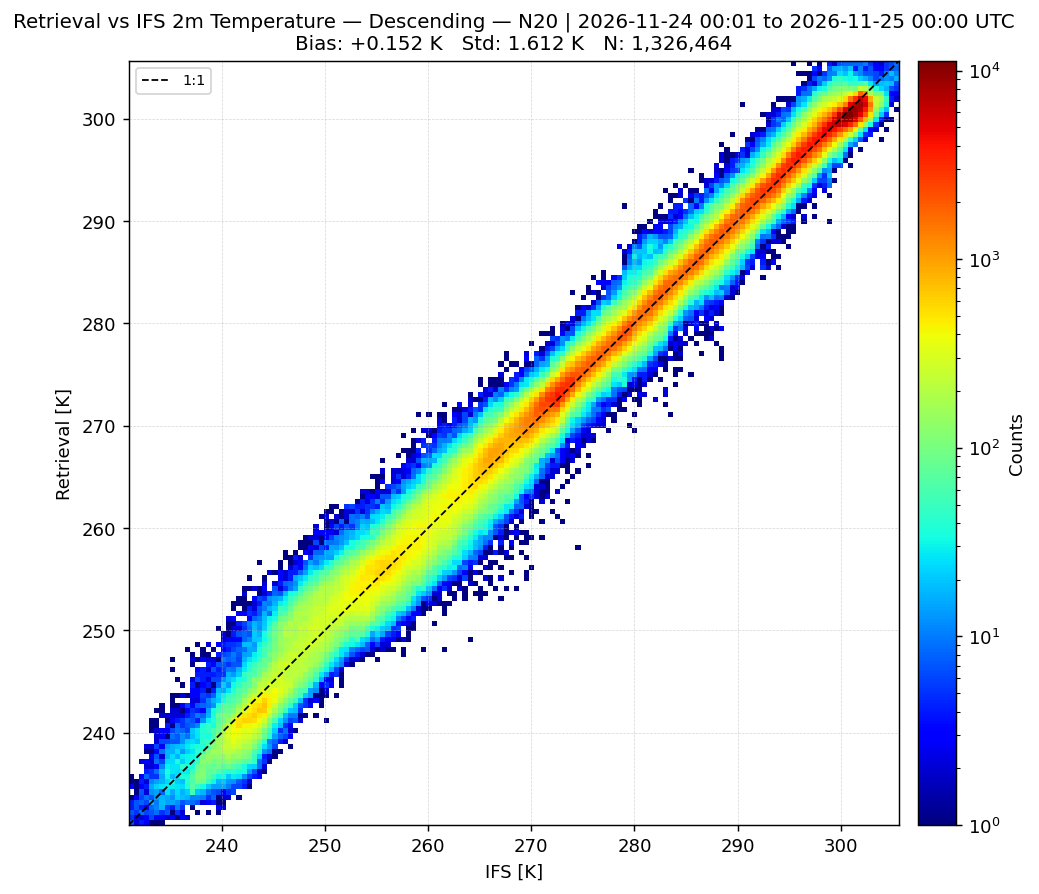 Retrieval vs IFS 2m Temperature — Descending — N20 | 2026-11-24 00:01 to 2026-11-25 00:00 UTC
Bias: +0.152 K   Std: 1.612 K   N: 1,326,464
1:1
300
290
280
270
260
250
240
Retrieval [K]
240 250 260 270 280 290 300
IFS [K]
10^4
10^3
10^2
10^1
10^0
Counts